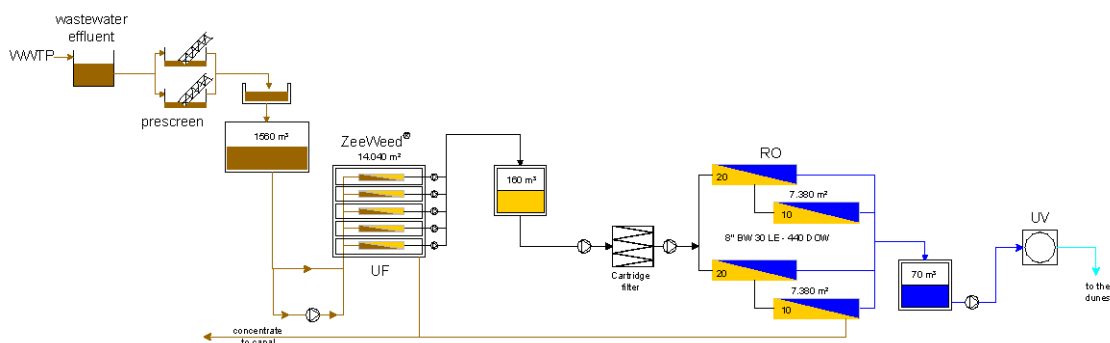 wastewater
effluent
WWTP
prescreen
1560 m³
ZeeWeed®
14.040 m²
UF
160 m³
Cartridge
filter
RO
20
7.380 m²
10
8" BW 30 LE - 440 DOW
20
7.380 m²
10
70 m³
UV
to the
dunes
concentrate
to canal